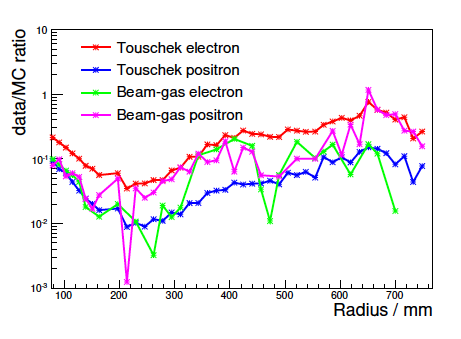 data/MC ratio
10
Touschek electron
Touschek positron
Beam-gas electron
Beam-gas positron
1
10-1
10-2
10-3
100 200 300 400 500 600 700
Radius / mm